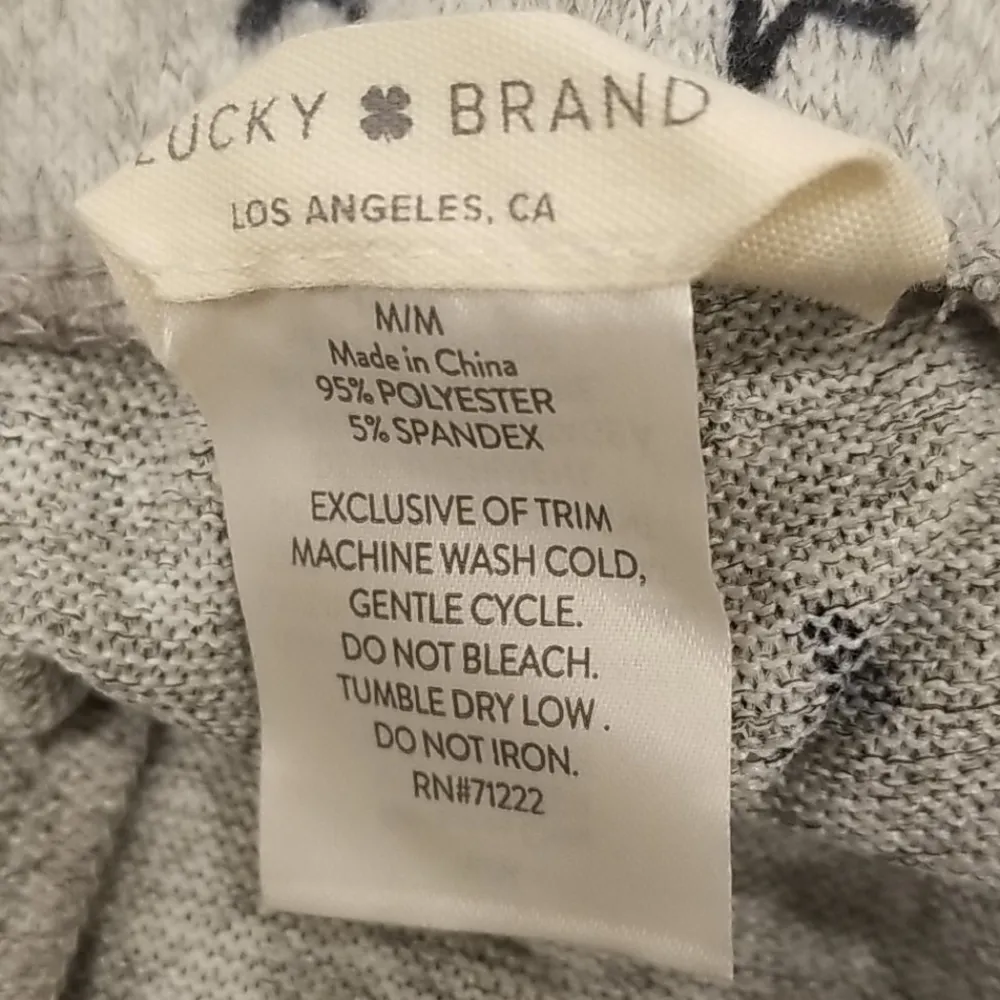 LUCKY BRAND
LOS ANGELES, CA
M/M
Made in China
95% POLYESTER
5% SPANDEX
EXCLUSIVE OF TRIM
MACHINE WASH COLD,
GENTLE CYCLE.
DO NOT BLEACH.
TUMBLE DRY LOW .
DO NOT IRON.
RN#71222